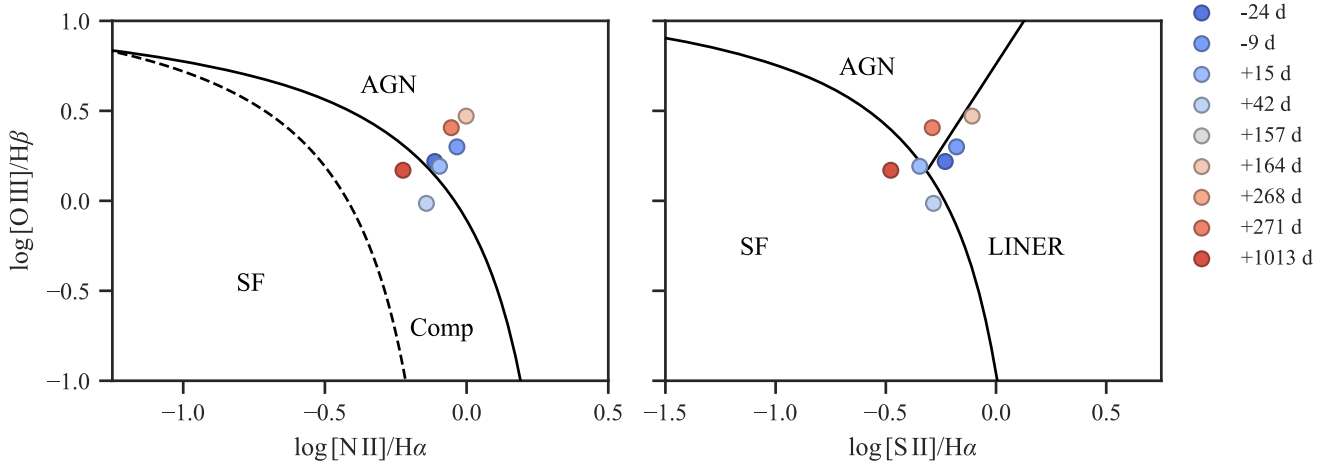 1.0
0.5
0.0
−0.5
−1.0
log[O III]/Hβ
AGN
SF
Comp
−1.0
−0.5
0.0
0.5
log[N II]/Hα
AGN
SF
LINER
−1.5
−1.0
−0.5
0.0
0.5
log[S II]/Hα
-24 d
-9 d
+15 d
+42 d
+157 d
+164 d
+268 d
+271 d
+1013 d